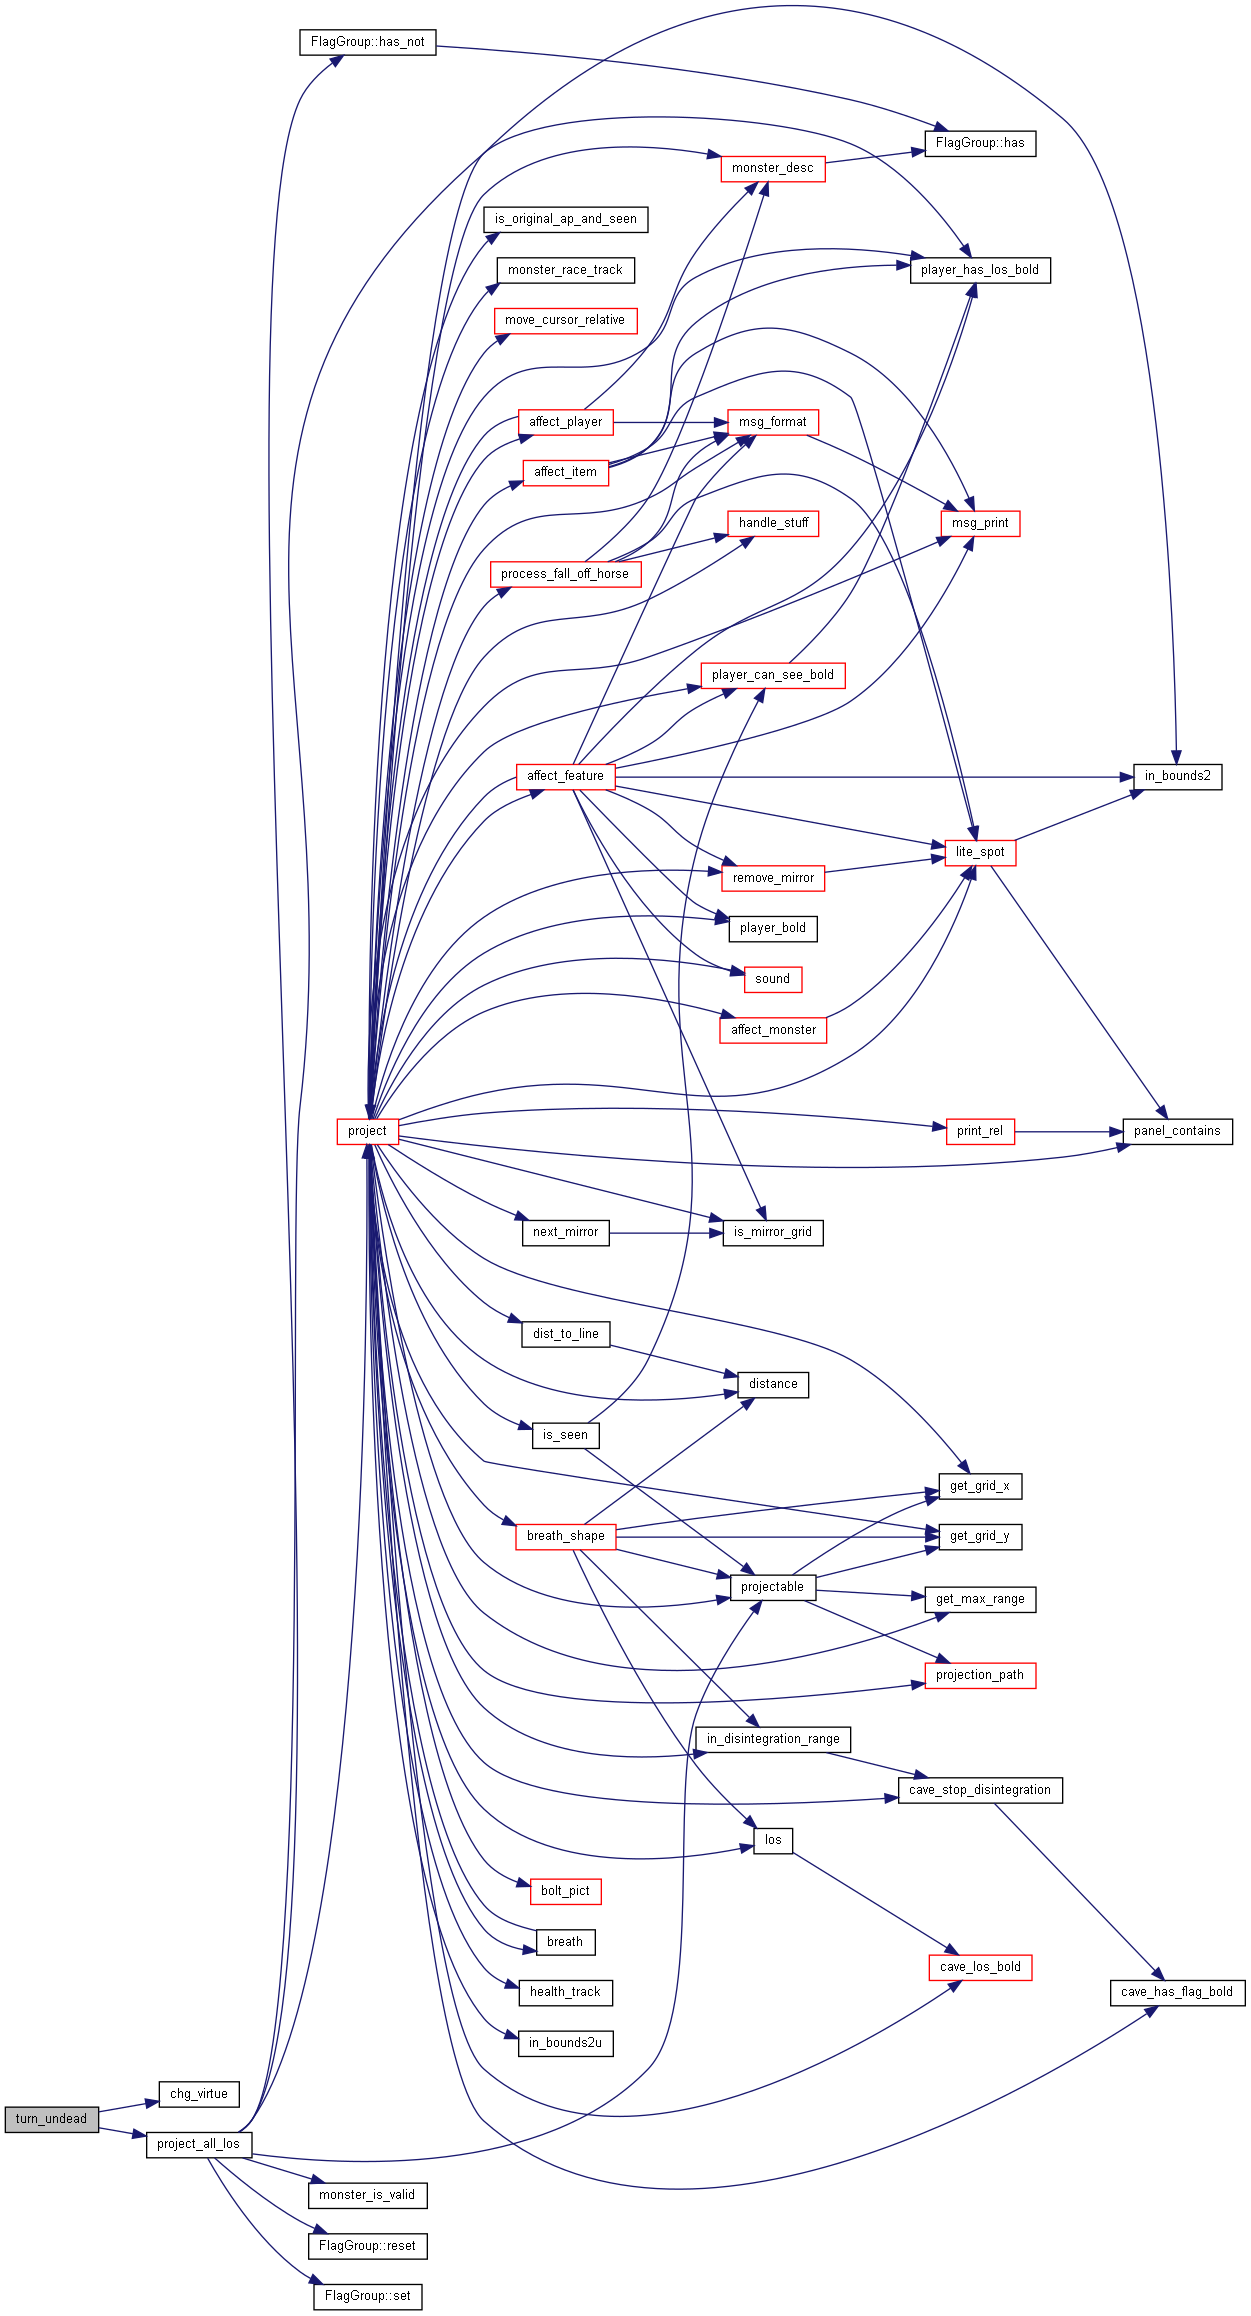 FlagGroup::has_not
FlagGroup::has
monster_desc
is_original_ap_and_seen
monster_race_track
player_has_los_bold
move_cursor_relative
affect_player
msg_format
affect_item
handle_stuff
msg_print
process_fall_off_horse
player_can_see_bold
affect_feature
in_bounds2
lite_spot
remove_mirror
player_bold
sound
affect_monster
project
print_rel
panel_contains
next_mirror
is_mirror_grid
dist_to_line
distance
is_seen
get_grid_x
breath_shape
get_grid_y
projectable
get_max_range
projection_path
in_disintegration_range
cave_stop_disintegration
los
bolt_pict
breath
cave_los_bold
health_track
cave_has_flag_bold
in_bounds2u
chg_virtue
turn_undead
project_all_los
monster_is_valid
FlagGroup::reset
FlagGroup::set